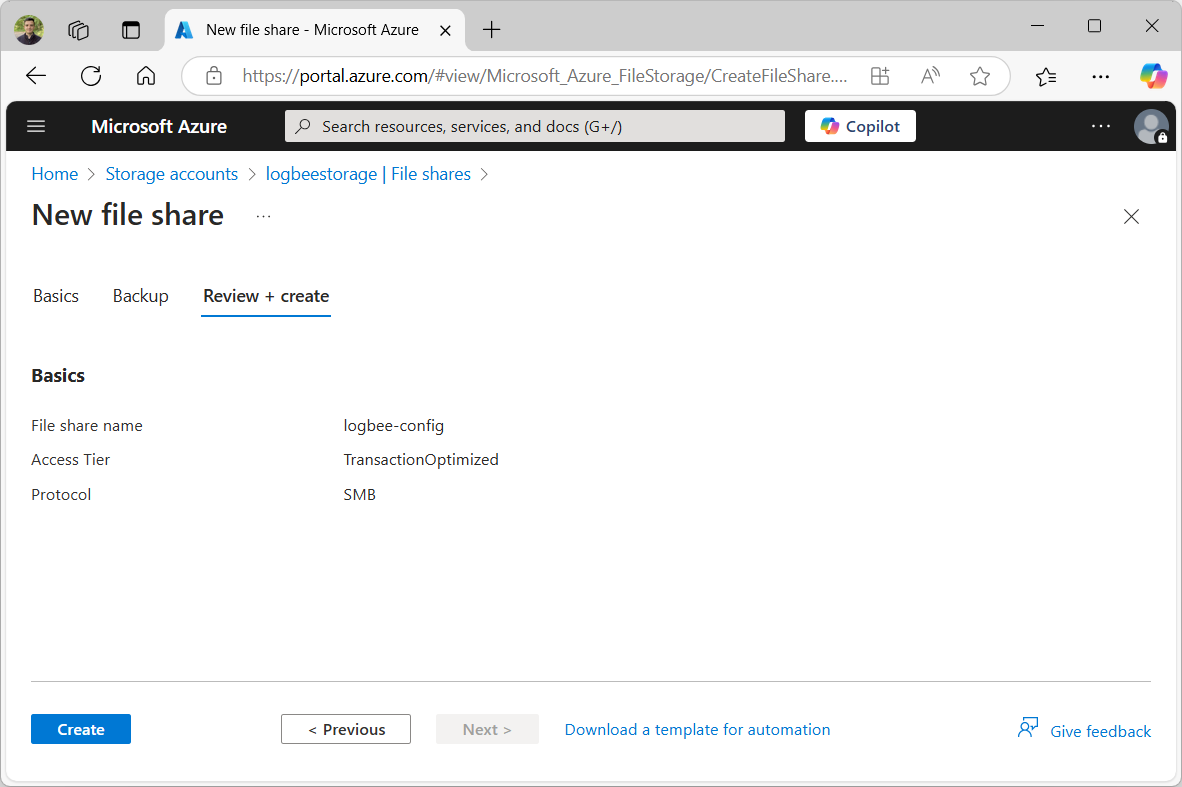 New file share - Microsoft Azure
https://portal.azure.com/#view/Microsoft_Azure_FileStorage/CreateFileShare....
Microsoft Azure
Search resources, services, and docs (G+/)
Copilot
Home > Storage accounts > logbeestorage | File shares >
New file share ...
Basics Backup Review + create
Basics
File share name logbee-config
Access Tier TransactionOptimized
Protocol SMB
Create < Previous Next > Download a template for automation Give feedback